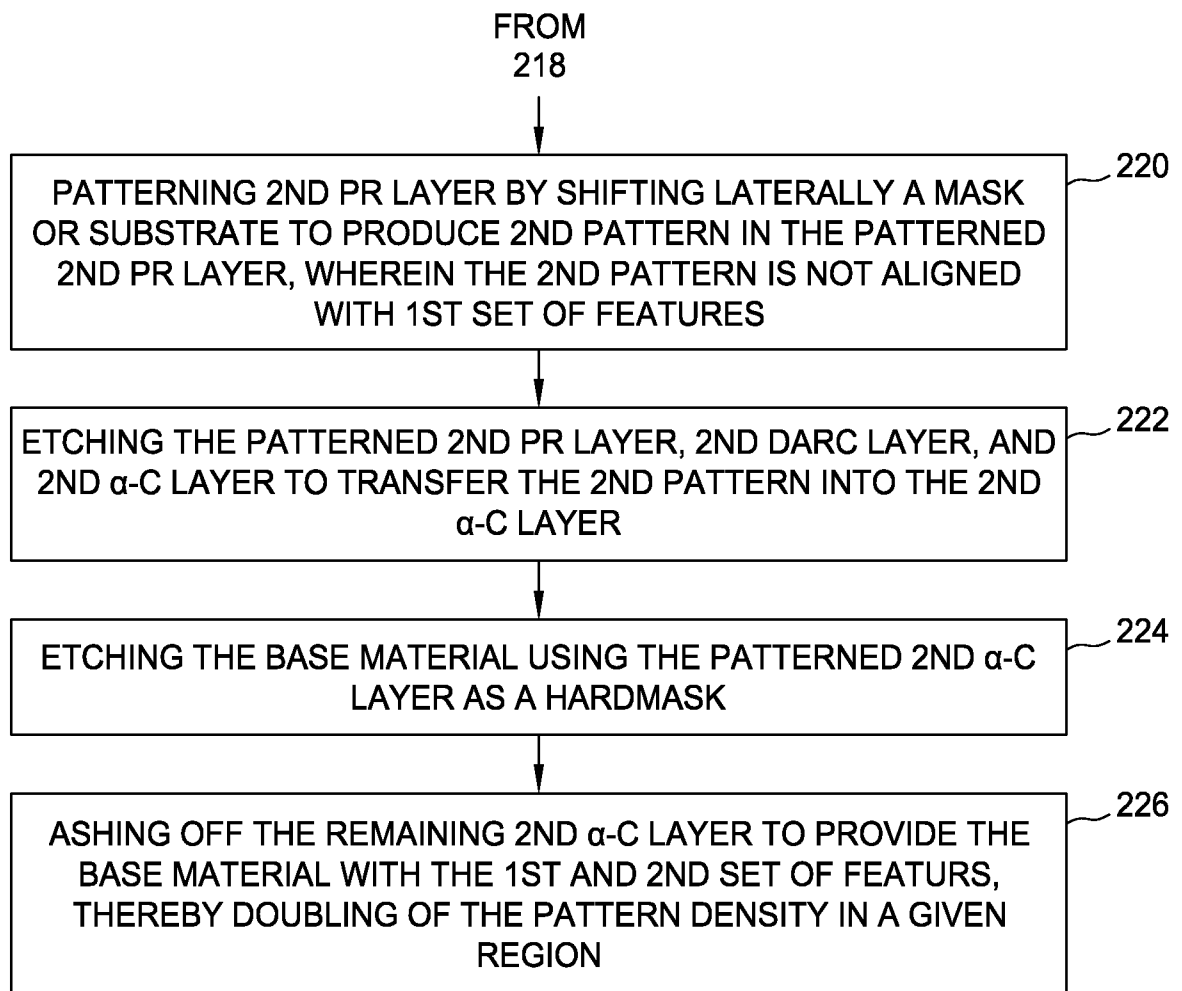 FROM
218
220
PATTERNING 2ND PR LAYER BY SHIFTING LATERALLY A MASK
OR SUBSTRATE TO PRODUCE 2ND PATTERN IN THE PATTERNED
2ND PR LAYER, WHEREIN THE 2ND PATTERN IS NOT ALIGNED
WITH 1ST SET OF FEATURES
222
ETCHING THE PATTERNED 2ND PR LAYER, 2ND DARC LAYER, AND
2ND α-C LAYER TO TRANSFER THE 2ND PATTERN INTO THE 2ND
α-C LAYER
224
ETCHING THE BASE MATERIAL USING THE PATTERNED 2ND α-C
LAYER AS A HARDMASK
226
ASHING OFF THE REMAINING 2ND α-C LAYER TO PROVIDE THE
BASE MATERIAL WITH THE 1ST AND 2ND SET OF FEATURS,
THEREBY DOUBLING OF THE PATTERN DENSITY IN A GIVEN
REGION